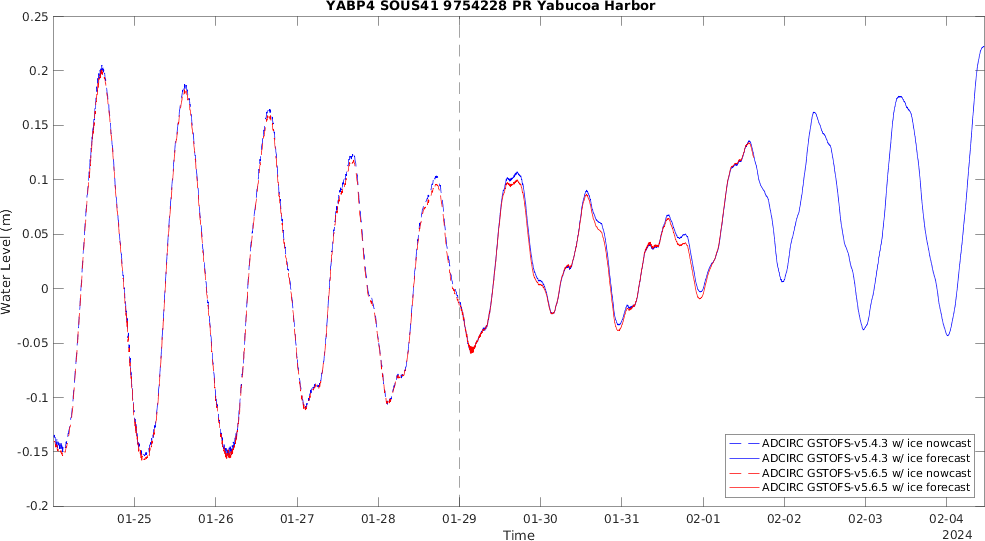 YABP4 SOUS41 9754228 PR Yabucoa Harbor
0.25
0.2
0.15
0.1
0.05
0
-0.05
-0.1
-0.15
-0.2
Water Level (m)
ADCIRC GSTOFS-v5.4.3 w/ ice nowcast
ADCIRC GSTOFS-v5.4.3 w/ ice forecast
ADCIRC GSTOFS-v5.6.5 w/ ice nowcast
ADCIRC GSTOFS-v5.6.5 w/ ice forecast
01-25 01-26 01-27 01-28 01-29 01-30 01-31 02-01 02-02 02-03 02-04
Time 2024